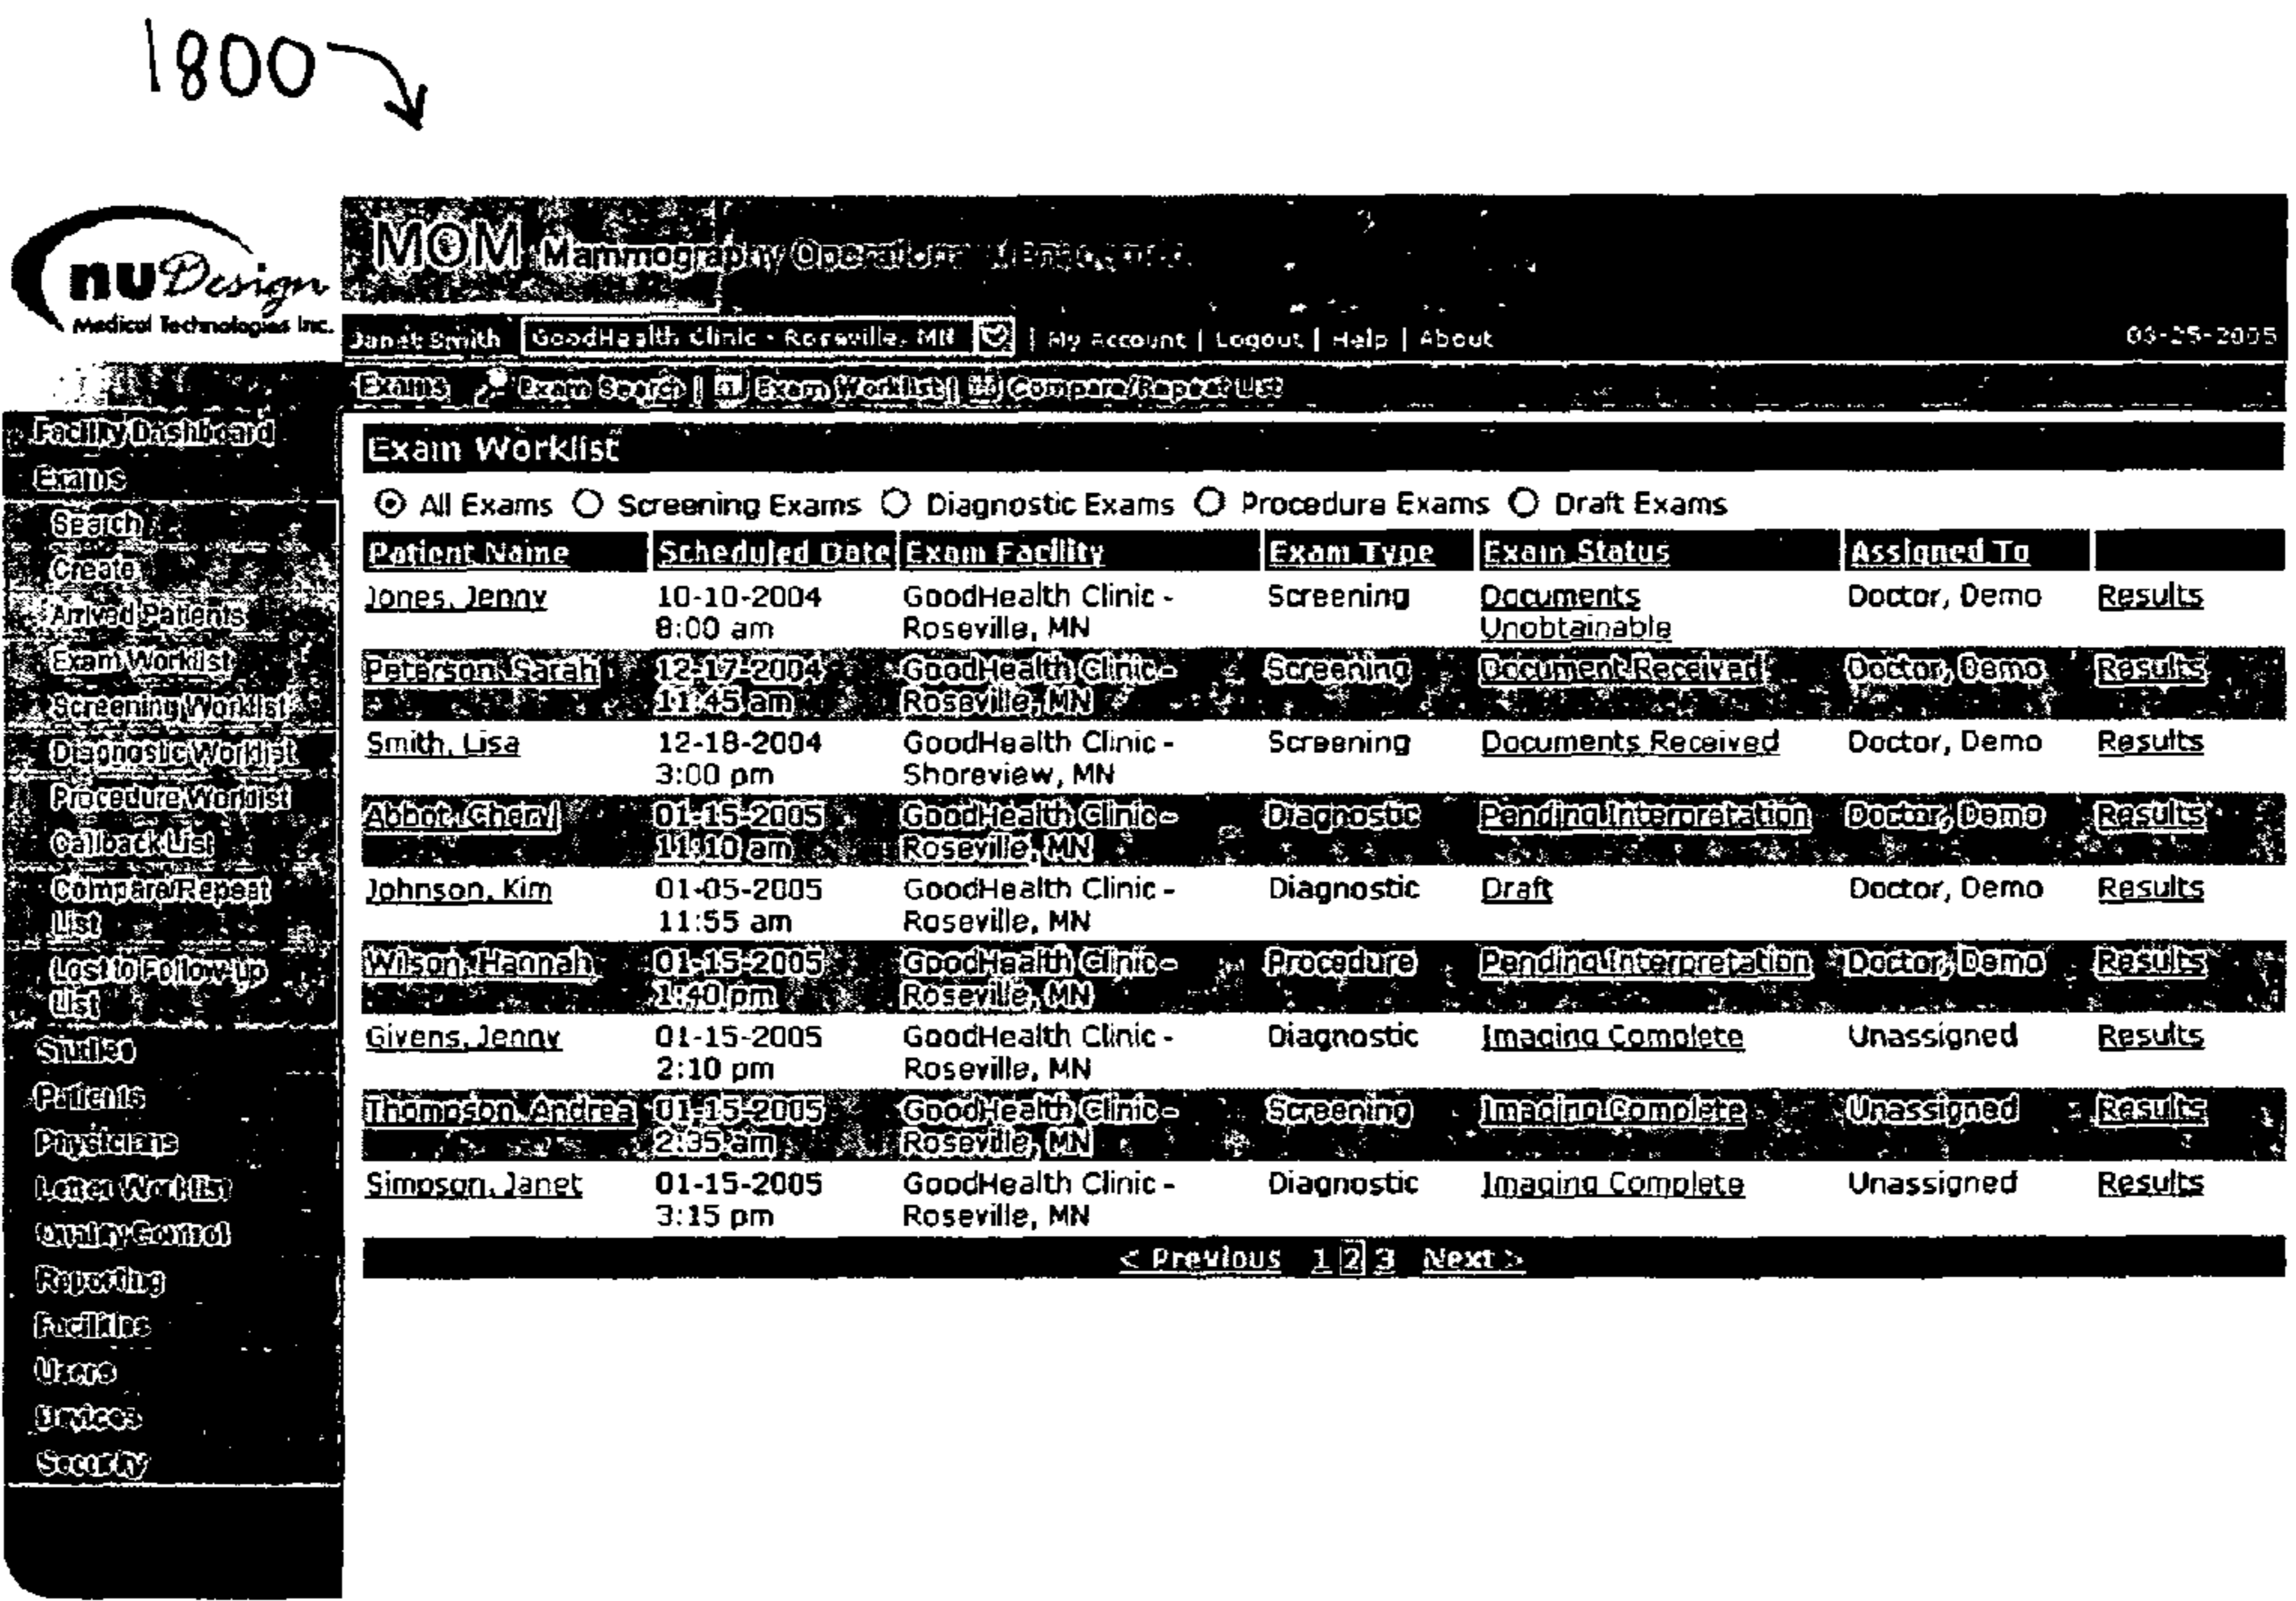 1800
nuDesign
Medical Technologies Inc.
MOM Mammography Operations
Janet Smith GoodHealth Clinic - Roseville, MN | My Account | Logout | Help | About 03-25-2005
Exams Exam Search | Exam Worklist | Compare/Repeat List
Facility Dashboard
Exams
Search
Create
Arrived Patients
Exam Worklist
Screening Worklist
Diagnostic Worklist
Procedure Worklist
Callback List
Compare/Repeat
List
Lost to Follow-up
List
Studies
Patients
Physicians
Letter Worklist
Quality Control
Reporting
Facilities
Users
Devices
Security
Exam Worklist
All Exams Screening Exams Diagnostic Exams Procedure Exams Draft Exams
Patient Name Scheduled Date Exam Facility Exam Type Exam Status Assigned To
Jones, Jenny 10-10-2004 GoodHealth Clinic - Screening Documents Doctor, Demo Results
8:00 am Roseville, MN Unobtainable
Peterson, Sarah 12-17-2004 GoodHealth Clinic - Screening Document Received Doctor, Demo Results
11:45 am Roseville, MN
Smith, Lisa 12-18-2004 GoodHealth Clinic - Screening Documents Received Doctor, Demo Results
3:00 pm Shoreview, MN
Abbot, Cheryl 01-15-2005 GoodHealth Clinic - Diagnostic Pending Interpretation Doctor, Demo Results
11:10 am Roseville, MN
Johnson, Kim 01-05-2005 GoodHealth Clinic - Diagnostic Draft Doctor, Demo Results
11:55 am Roseville, MN
Wilson, Hannah 01-15-2005 GoodHealth Clinic - Procedure Pending Interpretation Doctor, Demo Results
1:40 pm Roseville, MN
Givens, Jenny 01-15-2005 GoodHealth Clinic - Diagnostic Imaging Complete Unassigned Results
2:10 pm Roseville, MN
Thompson, Andrea 01-15-2005 GoodHealth Clinic - Screening Imaging Complete Unassigned Results
2:35 am Roseville, MN
Simpson, Janet 01-15-2005 GoodHealth Clinic - Diagnostic Imaging Complete Unassigned Results
3:15 pm Roseville, MN
< Previous 1 2 3 Next >